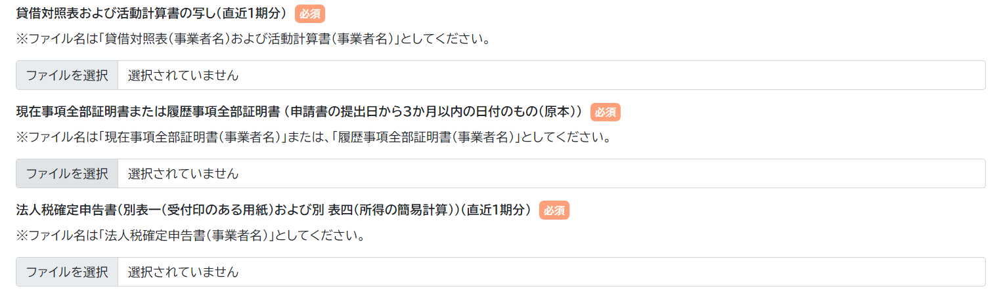 貸借対照表および活動計算書の写し（直近1期分） 必須
※ファイル名は「貸借対照表（事業者名）および活動計算書（事業者名）」としてください。
ファイルを選択 選択されていません
現在事項全部証明書または履歴事項全部証明書 （申請書の提出日から3か月以内の日付のもの（原本）） 必須
※ファイル名は「現在事項全部証明書（事業者名）」または、「履歴事項全部証明書（事業者名）」としてください。
ファイルを選択 選択されていません
法人税確定申告書（別表一（受付印のある用紙）および別 表四（所得の簡易計算））（直近1期分） 必須
※ファイル名は「法人税確定申告書（事業者名）」としてください。
ファイルを選択 選択されていません